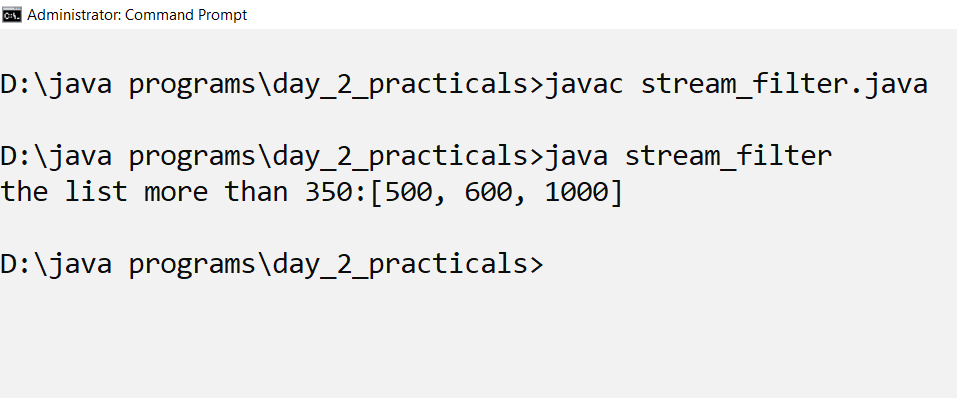 Administrator: Command Prompt
D:\java programs\day_2_practicals>javac stream_filter.java
D:\java programs\day_2_practicals>java stream_filter
the list more than 350:[500, 600, 1000]
D:\java programs\day_2_practicals>